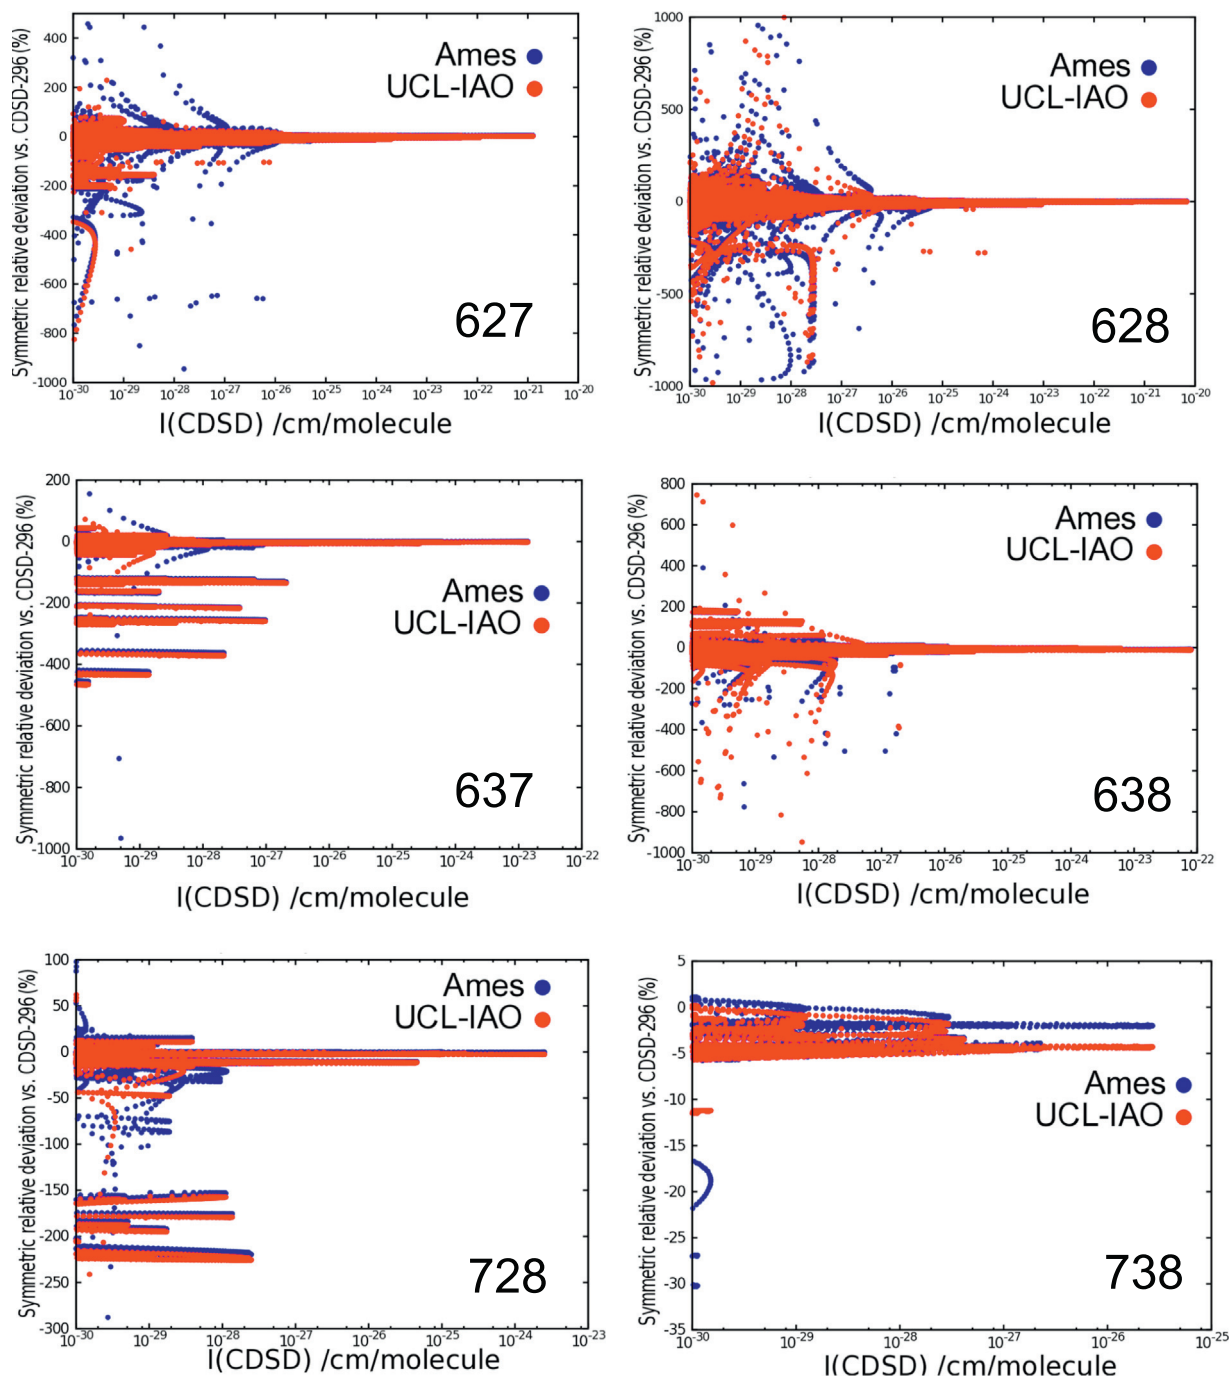 Symmetric relative deviation vs. CDSD-296 (%)
400
200
0
-200
-400
-600
-800
-1000
Ames
UCL-IAO
627
10-30 10-29 10-28 10-27 10-26 10-25 10-24 10-23 10-22 10-21 10-20
I(CDSD) /cm/molecule
Symmetric relative deviation vs. CDSD-296 (%)
1000
500
0
-500
-1000
Ames
UCL-IAO
628
10-30 10-29 10-28 10-27 10-26 10-25 10-24 10-23 10-22 10-21 10-20
I(CDSD) /cm/molecule
Symmetric relative deviation vs. CDSD-296 (%)
200
0
-200
-400
-600
-800
-1000
Ames
UCL-IAO
637
10-30 10-29 10-28 10-27 10-26 10-25 10-24 10-23 10-22
I(CDSD) /cm/molecule
Symmetric relative deviation vs. CDSD-296 (%)
800
600
400
200
0
-200
-400
-600
-800
-1000
Ames
UCL-IAO
638
10-30 10-29 10-28 10-27 10-26 10-25 10-24 10-23 10-22
I(CDSD) /cm/molecule
Symmetric relative deviation vs. CDSD-296 (%)
100
50
0
-50
-100
-150
-200
-250
-300
Ames
UCL-IAO
728
10-30 10-29 10-28 10-27 10-26 10-25 10-24 10-23
I(CDSD) /cm/molecule
Symmetric relative deviation vs. CDSD-296 (%)
5
0
-5
-10
-15
-20
-25
-30
-35
Ames
UCL-IAO
738
10-30 10-29 10-28 10-27 10-26 10-25
I(CDSD) /cm/molecule